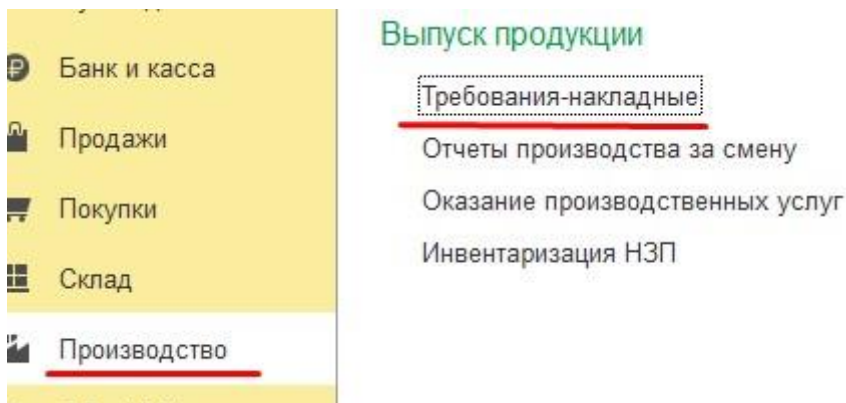 Банк и касса
Продажи
Покупки
Склад
Производство
Выпуск продукции
Требования-накладные
Отчеты производства за смену
Оказание производственных услуг
Инвентаризация НЗП